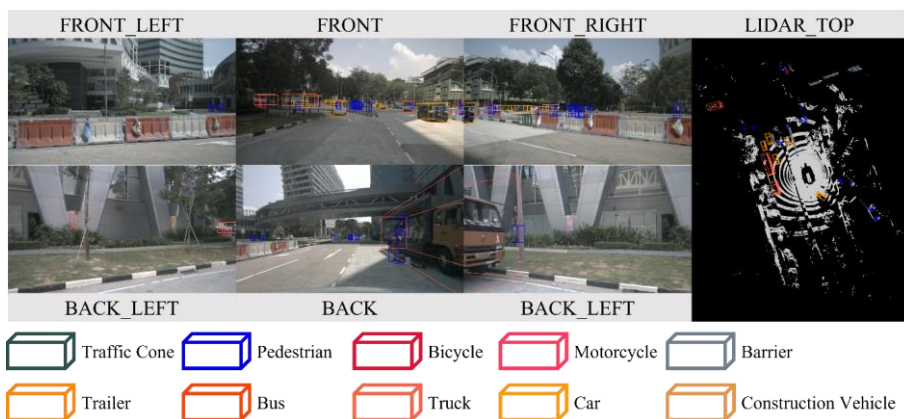 FRONT_LEFT FRONT FRONT_RIGHT LIDAR_TOP
BACK_LEFT BACK BACK_LEFT
Traffic Cone Pedestrian Bicycle Motorcycle Barrier
Trailer Bus Truck Car Construction Vehicle